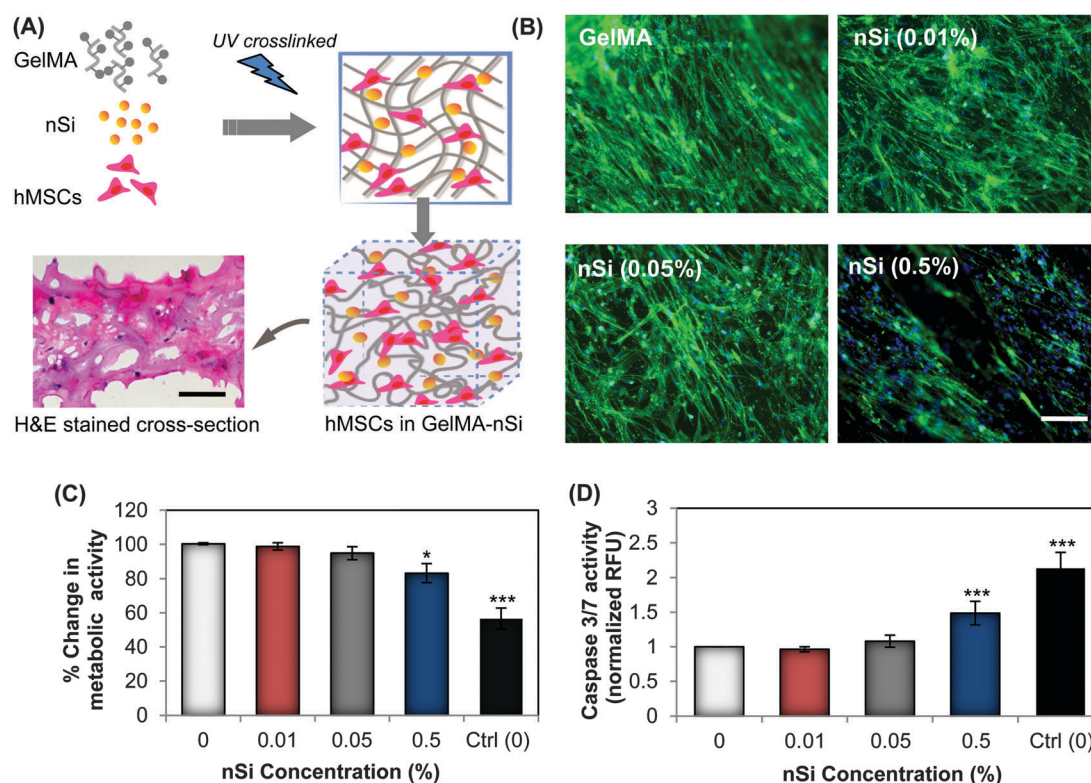 (A)
GelMA
UV crosslinked
nSi
hMSCs
H&E stained cross-section
hMSCs in GelMA-nSi
(B)
GelMA
nSi (0.01%)
nSi (0.05%)
nSi (0.5%)
(C)
% Change in
metabolic activity
120
100
80
60
40
20
0
*
***
0 0.01 0.05 0.5 Ctrl (0)
nSi Concentration (%)
(D)
Caspase 3/7 activity
(normalized RFU)
3
2.5
2
1.5
1
0.5
0
***
***
0 0.01 0.05 0.5 Ctrl (0)
nSi Concentration (%)